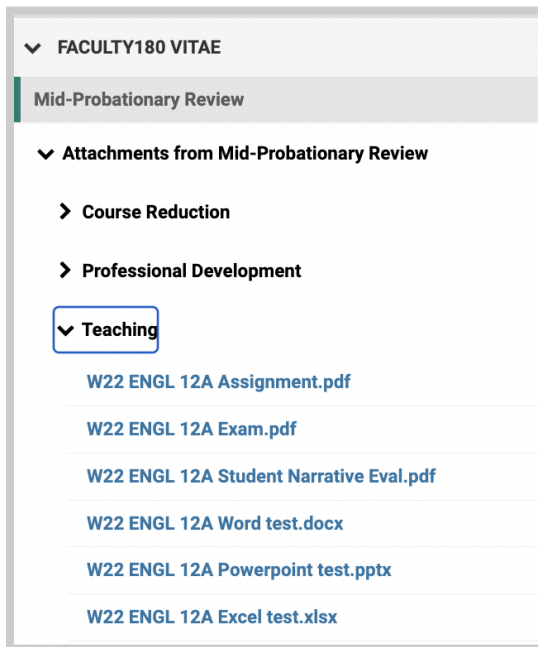 FACULTY180 VITAE
Mid-Probationary Review
Attachments from Mid-Probationary Review
Course Reduction
Professional Development
Teaching
W22 ENGL 12A Assignment.pdf
W22 ENGL 12A Exam.pdf
W22 ENGL 12A Student Narrative Eval.pdf
W22 ENGL 12A Word test.docx
W22 ENGL 12A Powerpoint test.pptx
W22 ENGL 12A Excel test.xlsx